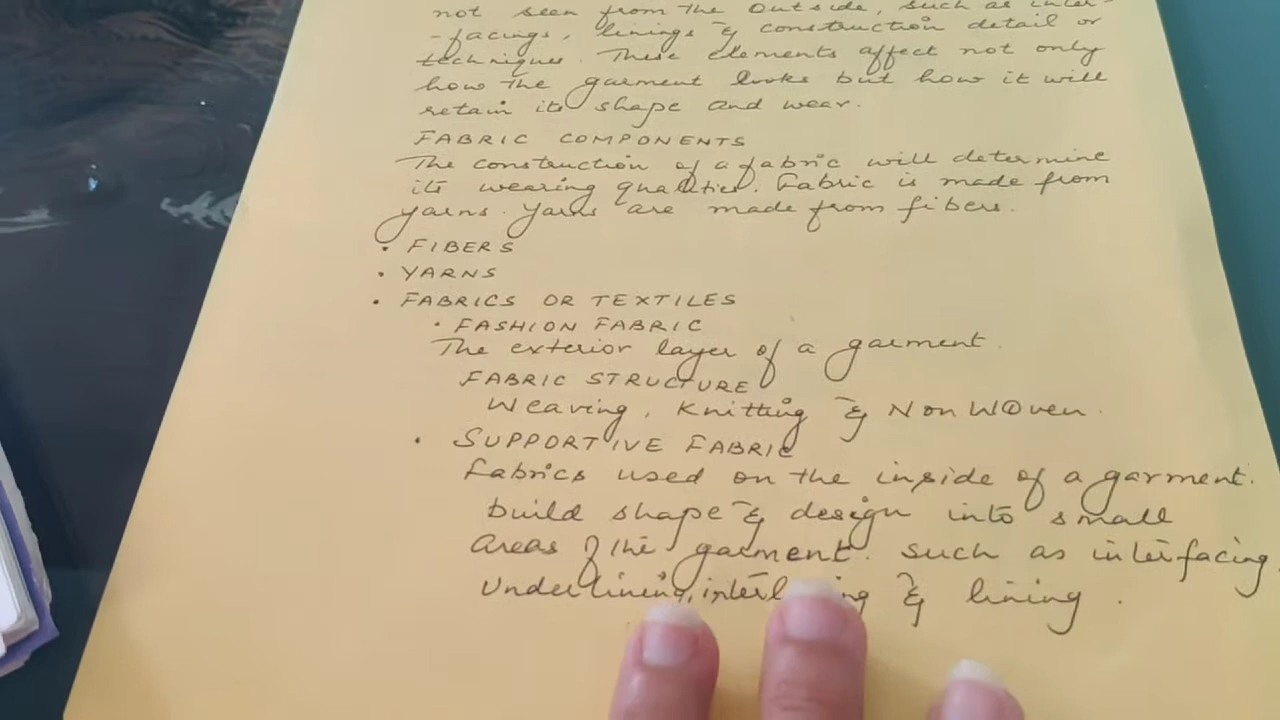 not seen from the outside, such as inter-
-facings, linings & construction detail or
techniques. These elements affect not only
how the garment looks but how it will
retain its shape and wear.
FABRIC COMPONENTS
The construction of a fabric will determine
its wearing qualities. Fabric is made from
yarns. Yarns are made from fibers.
• FIBERS
• YARNS
• FABRICS OR TEXTILES
• FASHION FABRIC
The exterior layer of a garment.
FABRIC STRUCTURE
Weaving, Knitting & Non Woven.
• SUPPORTIVE FABRIC
Fabrics used on the inside of a garment.
build shape & design into small
areas of the garment. such as interfacing,
Underlining, & lining.